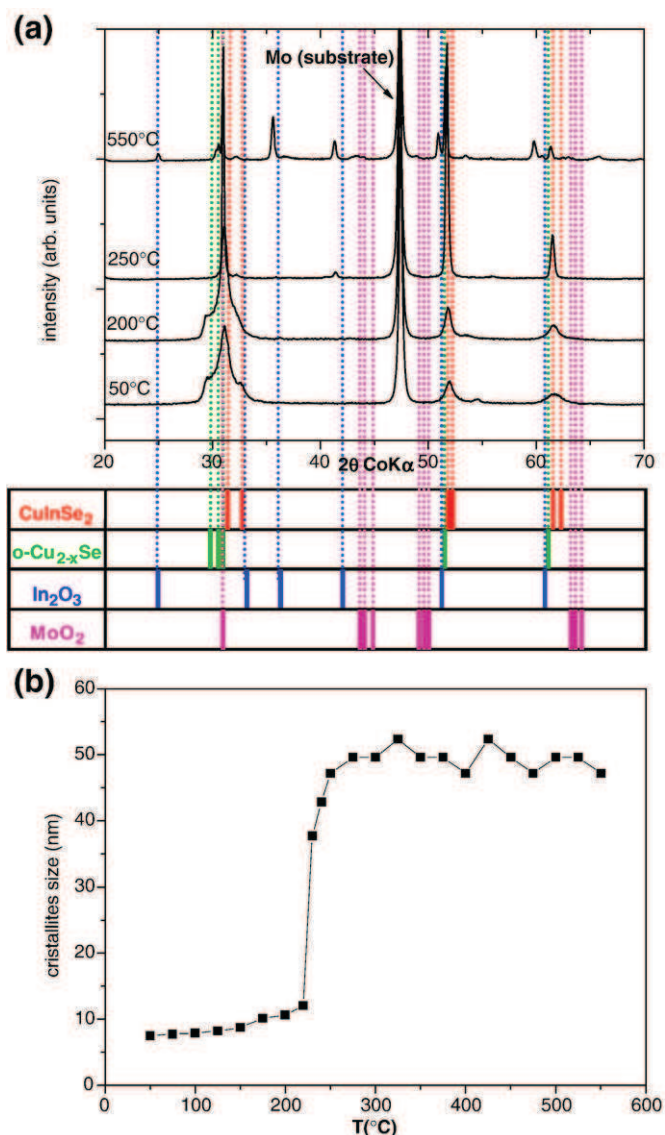 (a)
Mo (substrate)
550°C
250°C
200°C
50°C
intensity (arb. units)
20 30 40 50 60 70
2θ CoKα
CuInSe2
o-Cu2-xSe
In2O3
MoO2
(b)
60
50
40
30
20
10
0
cristallites size (nm)
0 100 200 300 400 500 600
T(°C)